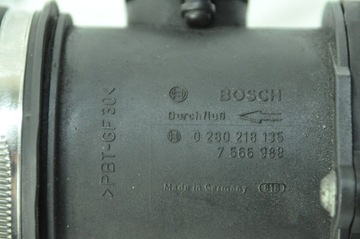 BOSCH
Durchfluß
0 280 218 135
7 566 988
Made in Germany
>PBT-GF30<